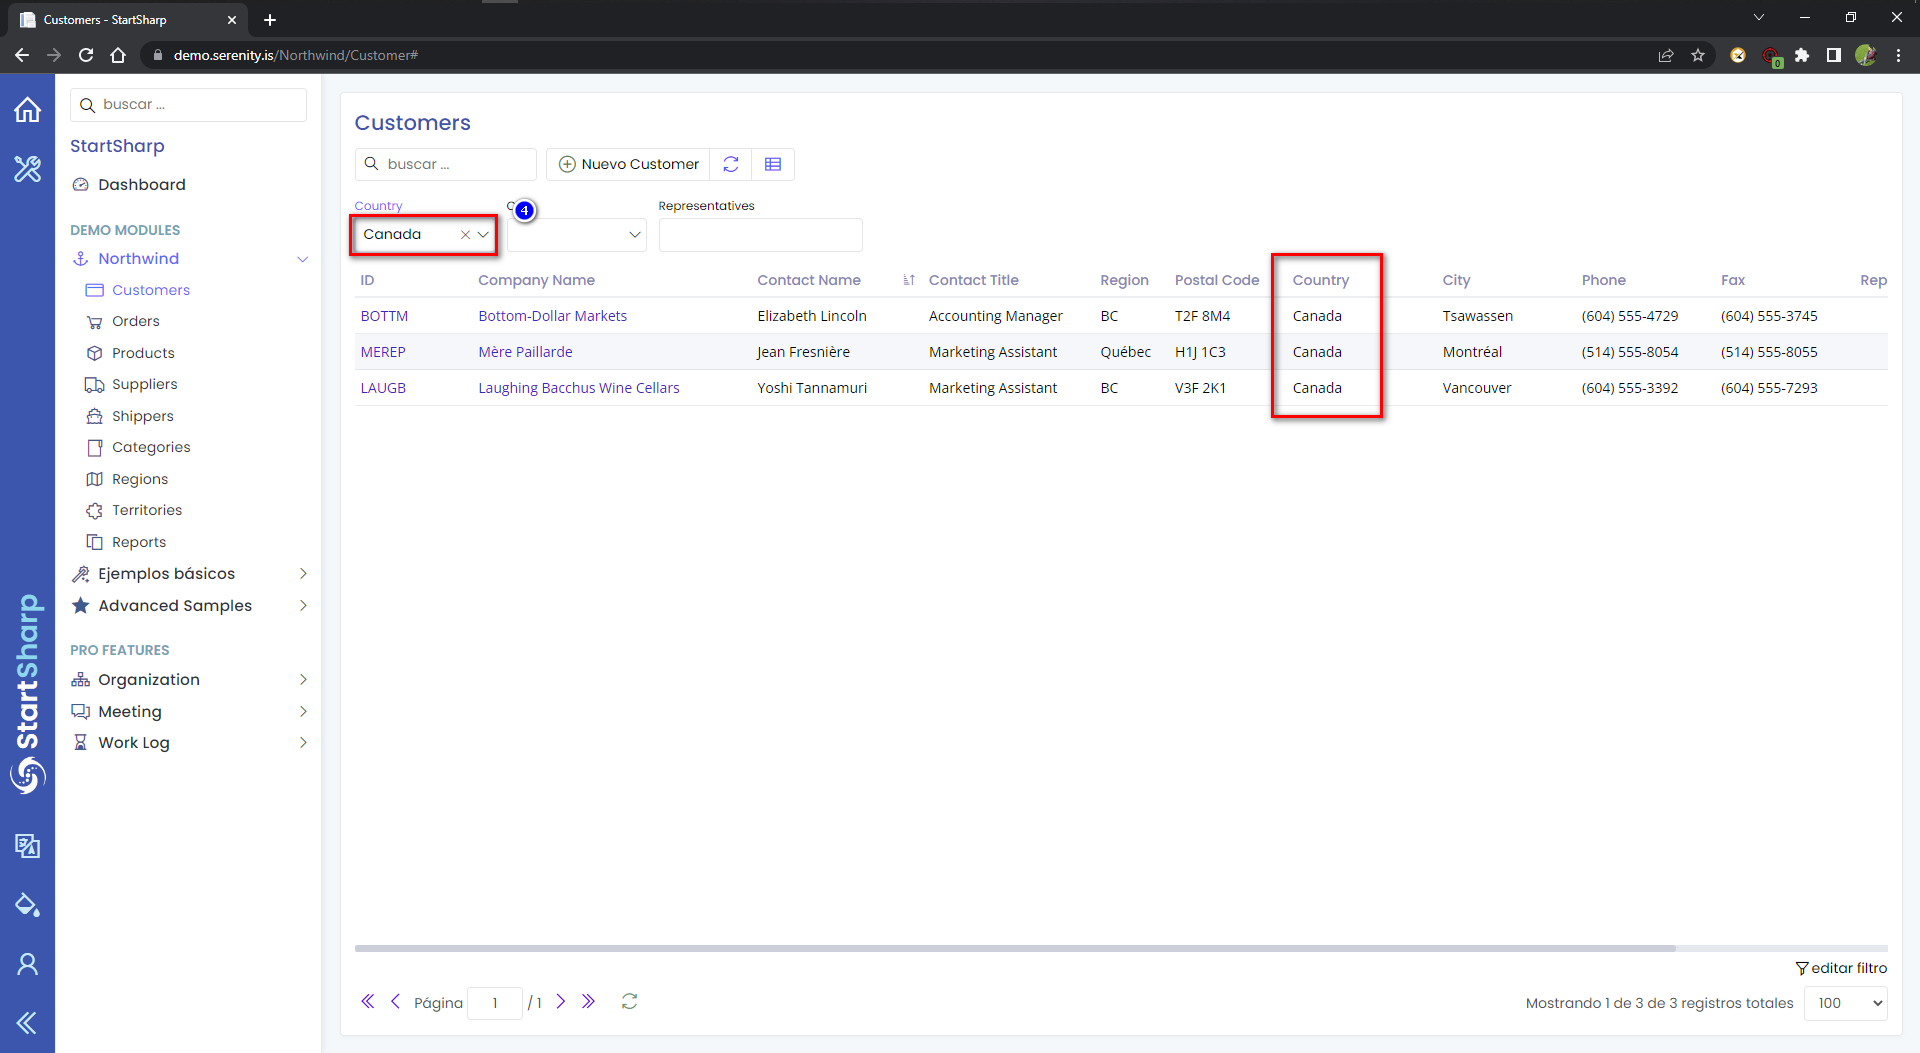 Customers - StartSharp
demo.serenity.is/Northwind/Customer#
0
buscar ...
StartSharp
Dashboard
DEMO MODULES
Northwind
Customers
Orders
Products
Suppliers
Shippers
Categories
Regions
Territories
Reports
Ejemplos básicos
Advanced Samples
PRO FEATURES
Organization
Meeting
Work Log
StartSharp
Customers
buscar ...
Nuevo Customer
Country
4
Representatives
Canada
ID Company Name Contact Name Contact Title Region Postal Code Country City Phone Fax Rep
BOTTM Bottom-Dollar Markets Elizabeth Lincoln Accounting Manager BC T2F 8M4 Canada Tsawassen (604) 555-4729 (604) 555-3745
MEREP Mère Paillarde Jean Fresnière Marketing Assistant Québec H1J 1C3 Canada Montréal (514) 555-8054 (514) 555-8055
LAUGB Laughing Bacchus Wine Cellars Yoshi Tannamuri Marketing Assistant BC V3F 2K1 Canada Vancouver (604) 555-3392 (604) 555-7293
editar filtro
Página 1 / 1
Mostrando 1 de 3 de 3 registros totales 100